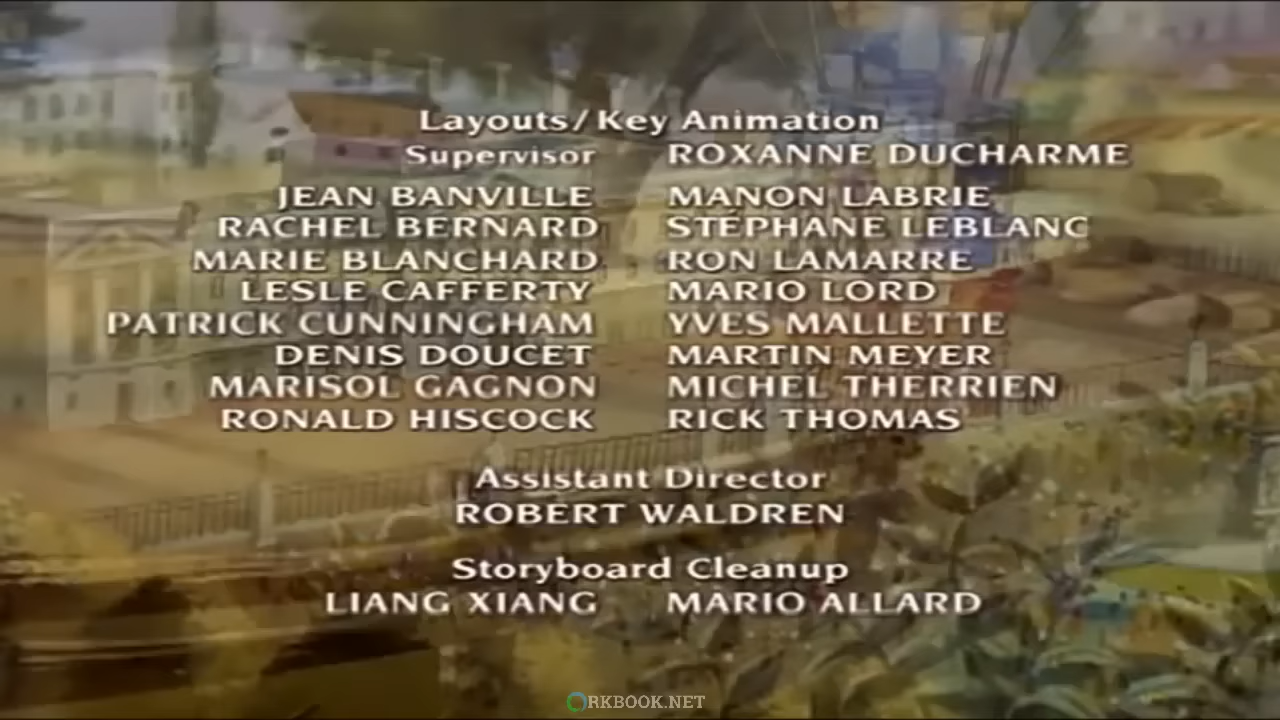 Layouts/Key Animation
Supervisor ROXANNE DUCHARME
JEAN BANVILLE MANON LABRIE
RACHEL BERNARD STÉPHANE LEBLANC
MARIE BLANCHARD RON LAMARRE
LESLE CAFFERTY MARIO LORD
PATRICK CUNNINGHAM YVES MALLETTE
DENIS DOUCET MARTIN MEYER
MARISOL GAGNON MICHEL THERRIEN
RONALD HISCOCK RICK THOMAS
Assistant Director
ROBERT WALDREN
Storyboard Cleanup
LIANG XIANG MARIO ALLARD
ORKBOOK.NET